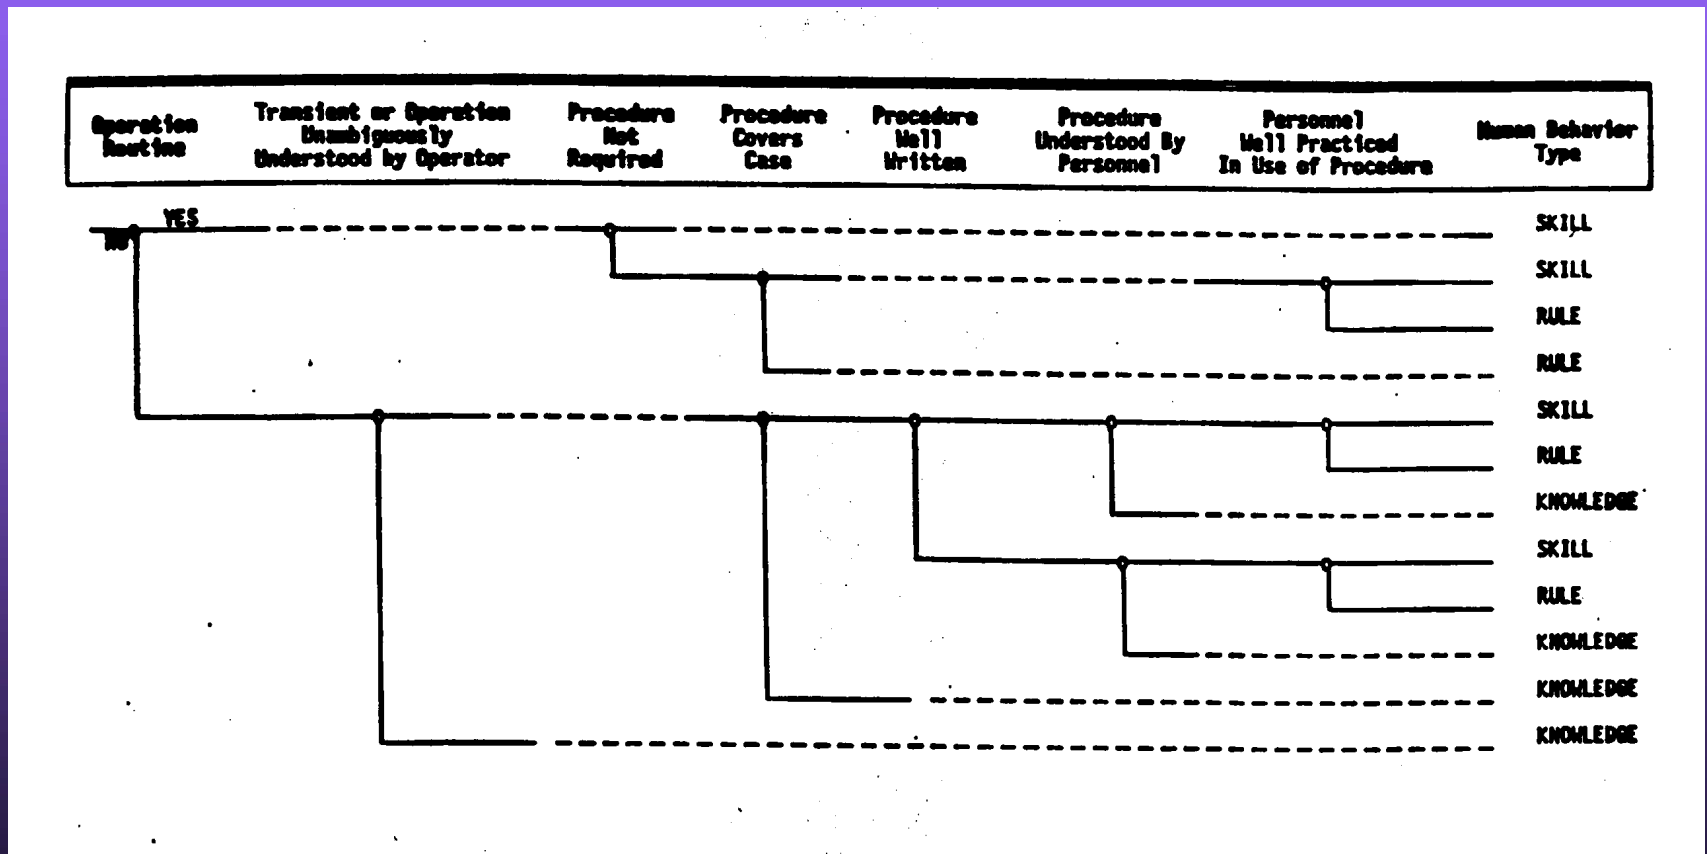 Operation
Routine
Transient or Operation
Unambiguously
Understood by Operator
Procedure
Not
Required
Procedure
Covers
Case
Procedure
Well
Written
Procedure
Understood By
Personnel
Personnel
Well Practiced
In Use of Procedure
Human Behavior
Type
YES
NO
SKILL
SKILL
RULE
RULE
SKILL
RULE
KNOWLEDGE
SKILL
RULE
KNOWLEDGE
KNOWLEDGE
KNOWLEDGE